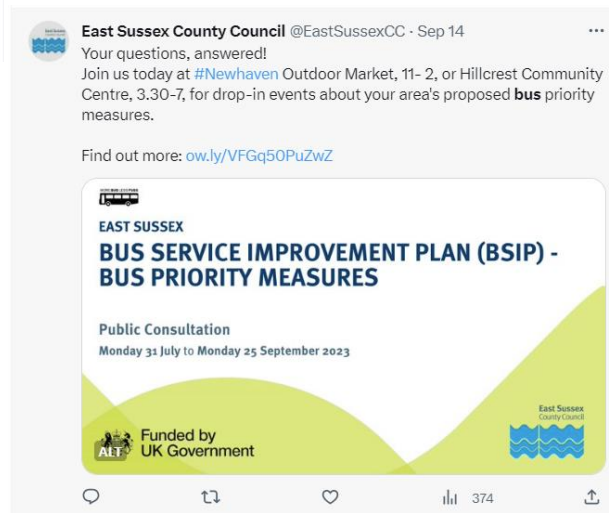 East Sussex County Council @EastSussexCC · Sep 14
Your questions, answered!
Join us today at #Newhaven Outdoor Market, 11- 2, or Hillcrest Community
Centre, 3.30-7, for drop-in events about your area's proposed bus priority
measures.
Find out more: ow.ly/VFGq50PuZwZ
EAST SUSSEX
BUS SERVICE IMPROVEMENT PLAN (BSIP) -
BUS PRIORITY MEASURES
Public Consultation
Monday 31 July to Monday 25 September 2023
East Sussex
County Council
Funded by
UK Government
ALT
374